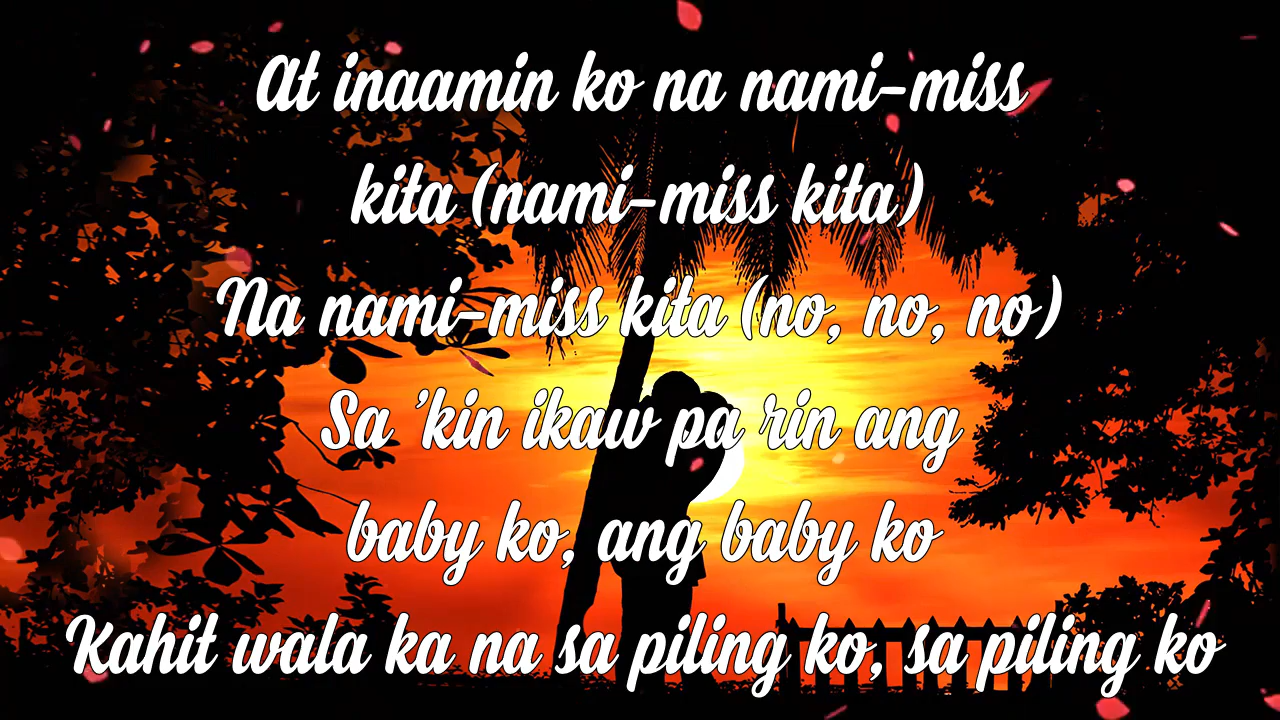 At inaamin ko na nami-miss
kita (nami-miss kita)
Na nami-miss kita (no, no, no)
Sa 'kin ikaw pa rin ang
baby ko, ang baby ko
Kahit wala ka na sa piling ko, sa piling ko